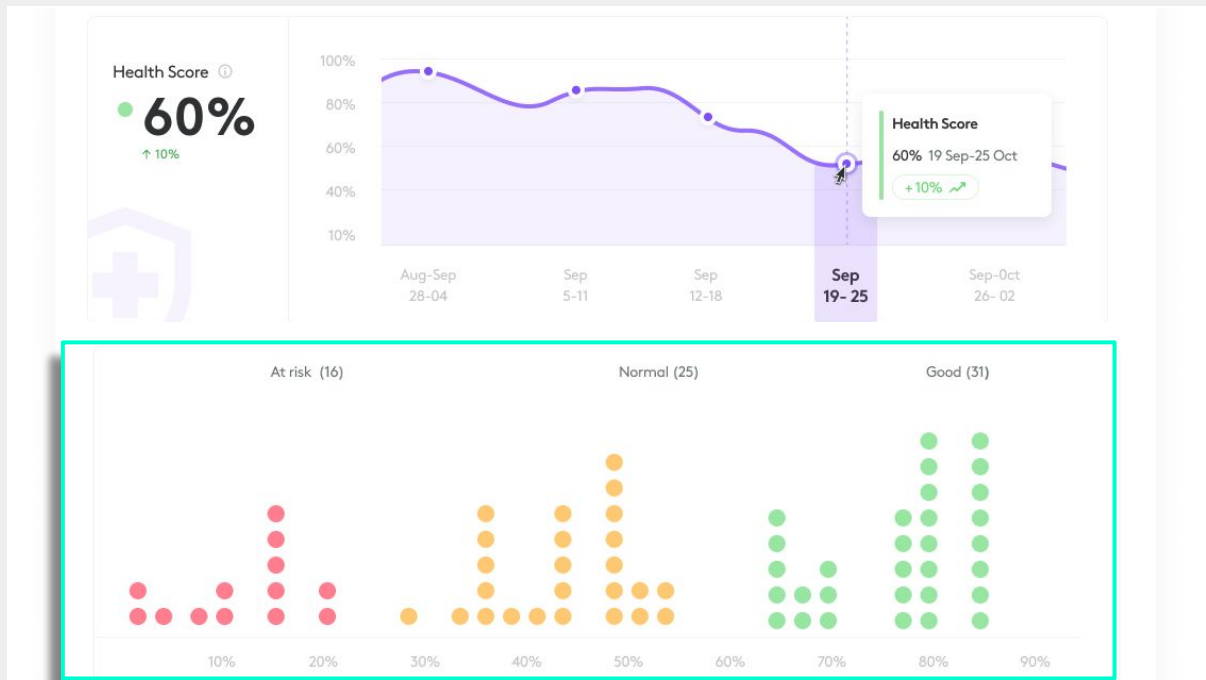 Health Score
60%
↑ 10%
100%
80%
60%
40%
10%
Health Score
60% 19 Sep-25 Oct
+10%
Aug-Sep
28-04
Sep
5-11
Sep
12-18
Sep
19- 25
Sep-Oct
26- 02
At risk (16)
Normal (25)
Good (31)
10%
20%
30%
40%
50%
60%
70%
80%
90%